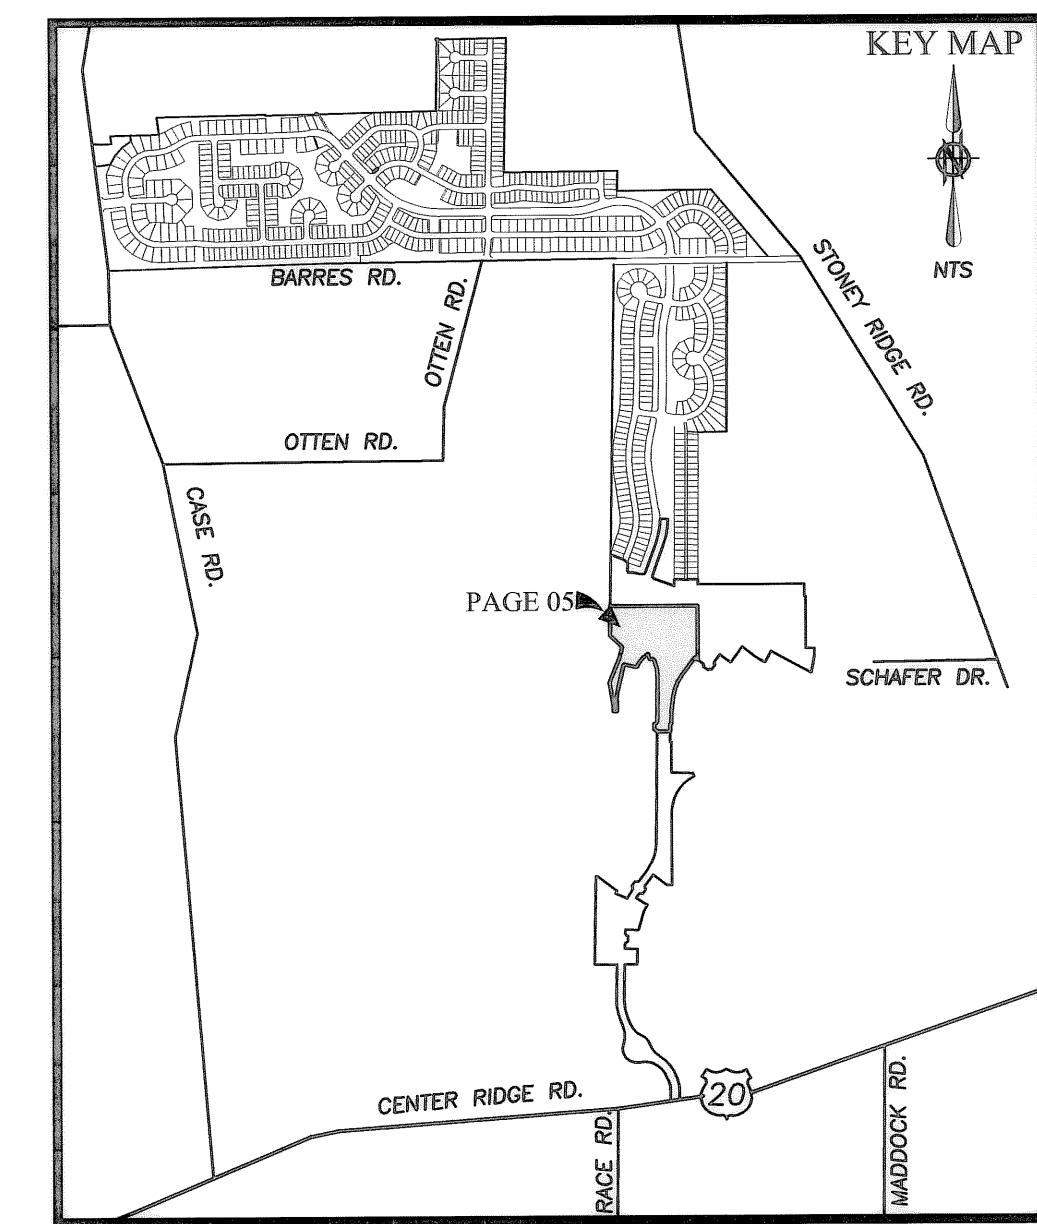 KEY MAP
N
NTS
STONEY RIDGE RD.
BARRES RD.
OTTEN RD.
OTTEN RD.
CASE RD.
PAGE 05
SCHAFER DR.
CENTER RIDGE RD.
20
RACE RD.
MADDOCK RD.